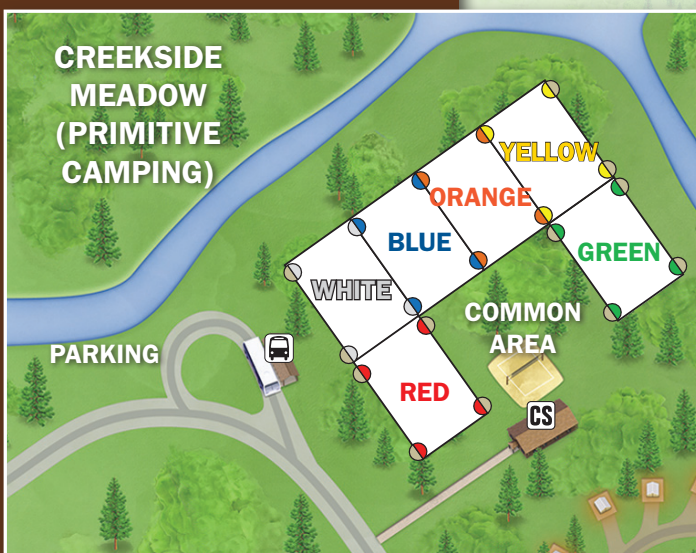 CREEKSIDE
MEADOW
(PRIMITIVE
CAMPING)
YELLOW
ORANGE
BLUE
GREEN
WHITE
COMMON
AREA
PARKING
RED
CS